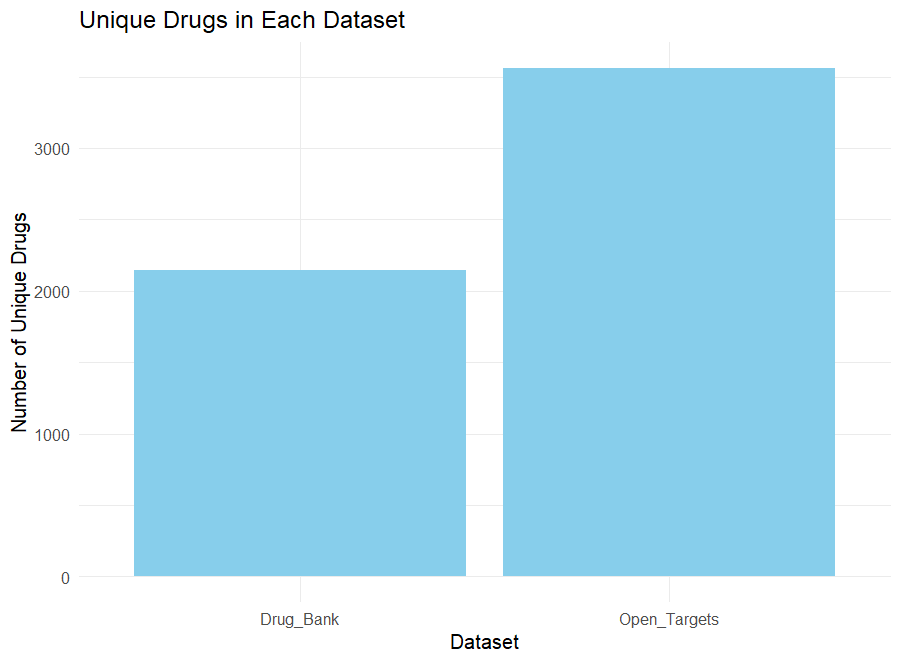 Unique Drugs in Each Dataset
Number of Unique Drugs
3000
2000
1000
0
Drug_Bank
Open_Targets
Dataset